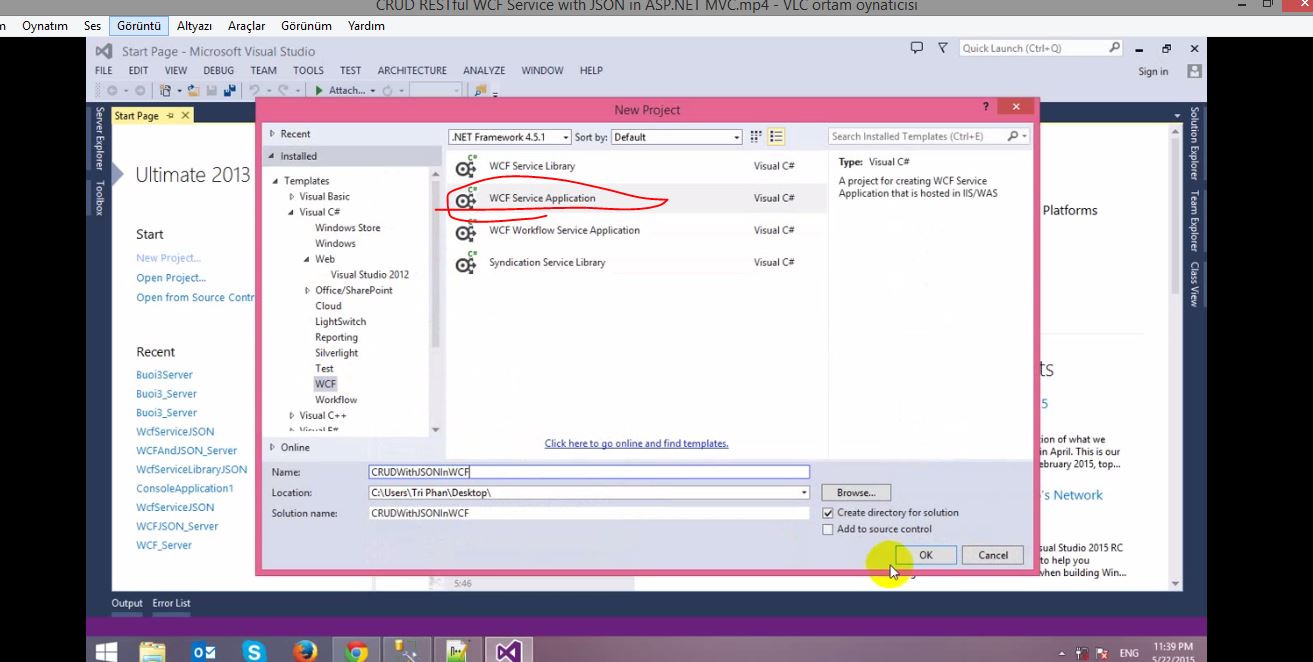 CRUD RESTful WCF Service with JSON in ASP.NET MVC.mp4 - VLC ortam oynatıcısı
Oynatım Ses Görüntü Altyazı Araçlar Görünüm Yardım
Start Page - Microsoft Visual Studio
Quick Launch (Ctrl+Q)
FILE EDIT VIEW DEBUG TEAM TOOLS TEST ARCHITECTURE ANALYZE WINDOW HELP
Sign in
Attach...
Server Explorer
Toolbox
Start Page
Ultimate 2013
Start
New Project...
Open Project...
Open from Source Contr
Recent
Buoi3Server
Buoi3_Server
Buoi3_Server
WcfServiceJSON
WCFAndJSON_Server
WcfServiceLibraryJSON
ConsoleApplication1
WcfServiceJSON
WCFJSON_Server
WCF_Server
New Project
? ×
Recent
Installed
Templates
Visual Basic
Visual C#
Windows Store
Windows
Web
Visual Studio 2012
Office/SharePoint
Cloud
LightSwitch
Reporting
Silverlight
Test
WCF
Workflow
Visual C++
Visual F#
Online
.NET Framework 4.5.1
Sort by: Default
Search Installed Templates (Ctrl+E)
WCF Service Library Visual C#
WCF Service Application Visual C#
WCF Workflow Service Application Visual C#
Syndication Service Library Visual C#
Click here to go online and find templates.
Type: Visual C#
A project for creating WCF Service
Application that is hosted in IIS/WAS
Name: CRUDWithJSONInWCF
Location: C:\Users\Tri Phan\Desktop\
Browse...
Solution name: CRUDWithJSONInWCF
Create directory for solution
Add to source control
OK Cancel
Platforms
ts
5
ion of what we
in April. This is our
ebruary 2015, top...
's Network
sual Studio 2015 RC
to help you
when building Win...
5:46
Solution Explorer
Team Explorer
Class View
Output Error List
ENG
11:39 PM
5/22/2015